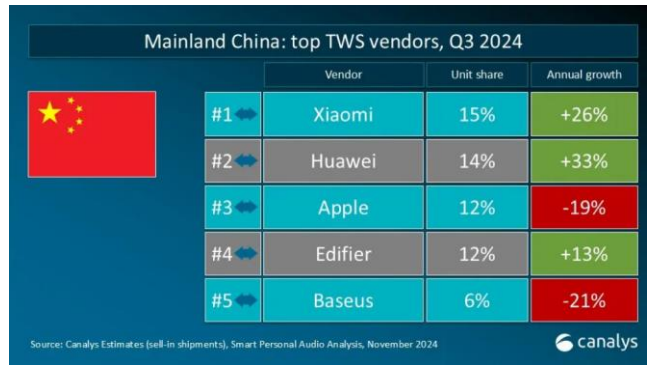 Mainland China: top TWS vendors, Q3 2024
Vendor Unit share Annual growth
#1 Xiaomi 15% +26%
#2 Huawei 14% +33%
#3 Apple 12% -19%
#4 Edifier 12% +13%
#5 Baseus 6% -21%
Source: Canalys Estimates (sell-in shipments), Smart Personal Audio Analysis, November 2024
canalys